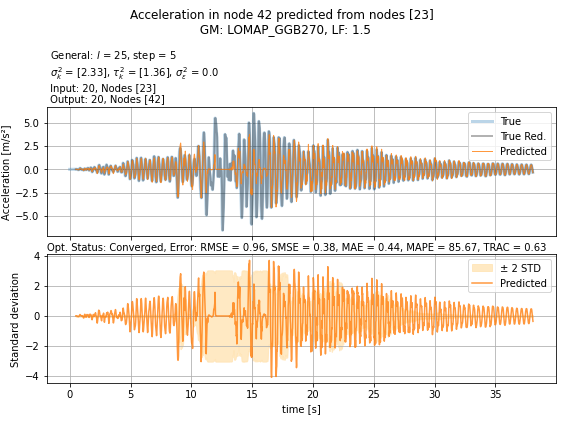 Acceleration in node 42 predicted from nodes [23]
GM: LOMAP_GGB270, LF: 1.5
General: l = 25, step = 5
σ²ₖ = [2.33], τ²ₖ = [1.36], σ²ε = 0.0
Input: 20, Nodes [23]
Output: 20, Nodes [42]
Acceleration [m/s²]
5.0
2.5
0.0
−2.5
−5.0
True
True Red.
Predicted
Opt. Status: Converged, Error: RMSE = 0.96, SMSE = 0.38, MAE = 0.44, MAPE = 85.67, TRAC = 0.63
Standard deviation
4
2
0
−2
−4
± 2 STD
Predicted
0 5 10 15 20 25 30 35
time [s]